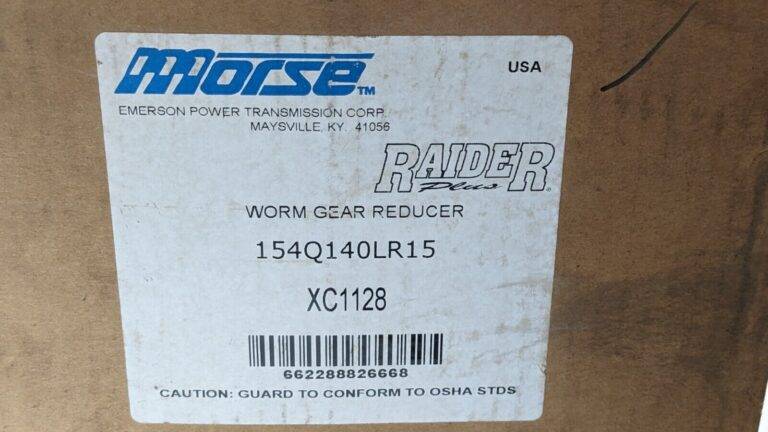 Morse™
USA
EMERSON POWER TRANSMISSION CORP.
MAYSVILLE, KY. 41056
RAIDER®
Plus
WORM GEAR REDUCER
154Q140LR15
XC1128
662288826668
CAUTION: GUARD TO CONFORM TO OSHA STDS